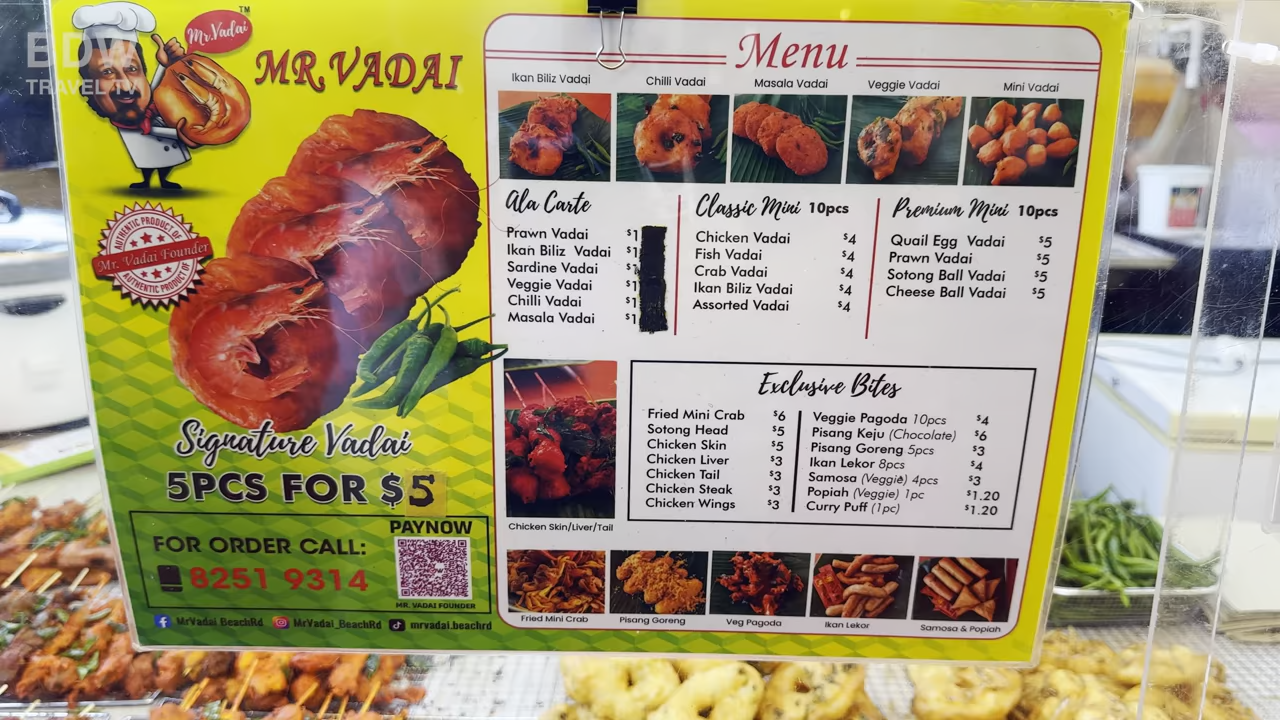 BDW
TRAVEL TV
Mr.Vadai
TM
MR.VADAI
AUTHENTIC PRODUCT OF
Mr. Vadai Founder
AUTHENTIC PRODUCT OF
Signature Vadai
5PCS FOR $5
FOR ORDER CALL:
8251 9314
PAYNOW
MR. VADAI FOUNDER
MrVadai BeachRd
MrVadai_BeachRd
mrvadai.beachrd
Menu
Ikan Biliz Vadai
Chilli Vadai
Masala Vadai
Veggie Vadai
Mini Vadai
Ala Carte
Prawn Vadai $1
Ikan Biliz Vadai $1
Sardine Vadai $1
Veggie Vadai $1
Chilli Vadai $1
Masala Vadai $1
Classic Mini 10pcs
Chicken Vadai $4
Fish Vadai $4
Crab Vadai $4
Ikan Biliz Vadai $4
Assorted Vadai $4
Premium Mini 10pcs
Quail Egg Vadai $5
Prawn Vadai $5
Sotong Ball Vadai $5
Cheese Ball Vadai $5
Chicken Skin/Liver/Tail
Exclusive Bites
Fried Mini Crab $6
Sotong Head $5
Chicken Skin $5
Chicken Liver $3
Chicken Tail $3
Chicken Steak $3
Chicken Wings $3
Veggie Pagoda 10pcs $4
Pisang Keju (Chocolate) $6
Pisang Goreng 5pcs $3
Ikan Lekor 8pcs $4
Samosa (Veggie) 4pcs $3
Popiah (Veggie) 1pc $1.20
Curry Puff (1pc) $1.20
Fried Mini Crab
Pisang Goreng
Veg Pagoda
Ikan Lekor
Samosa & Popiah